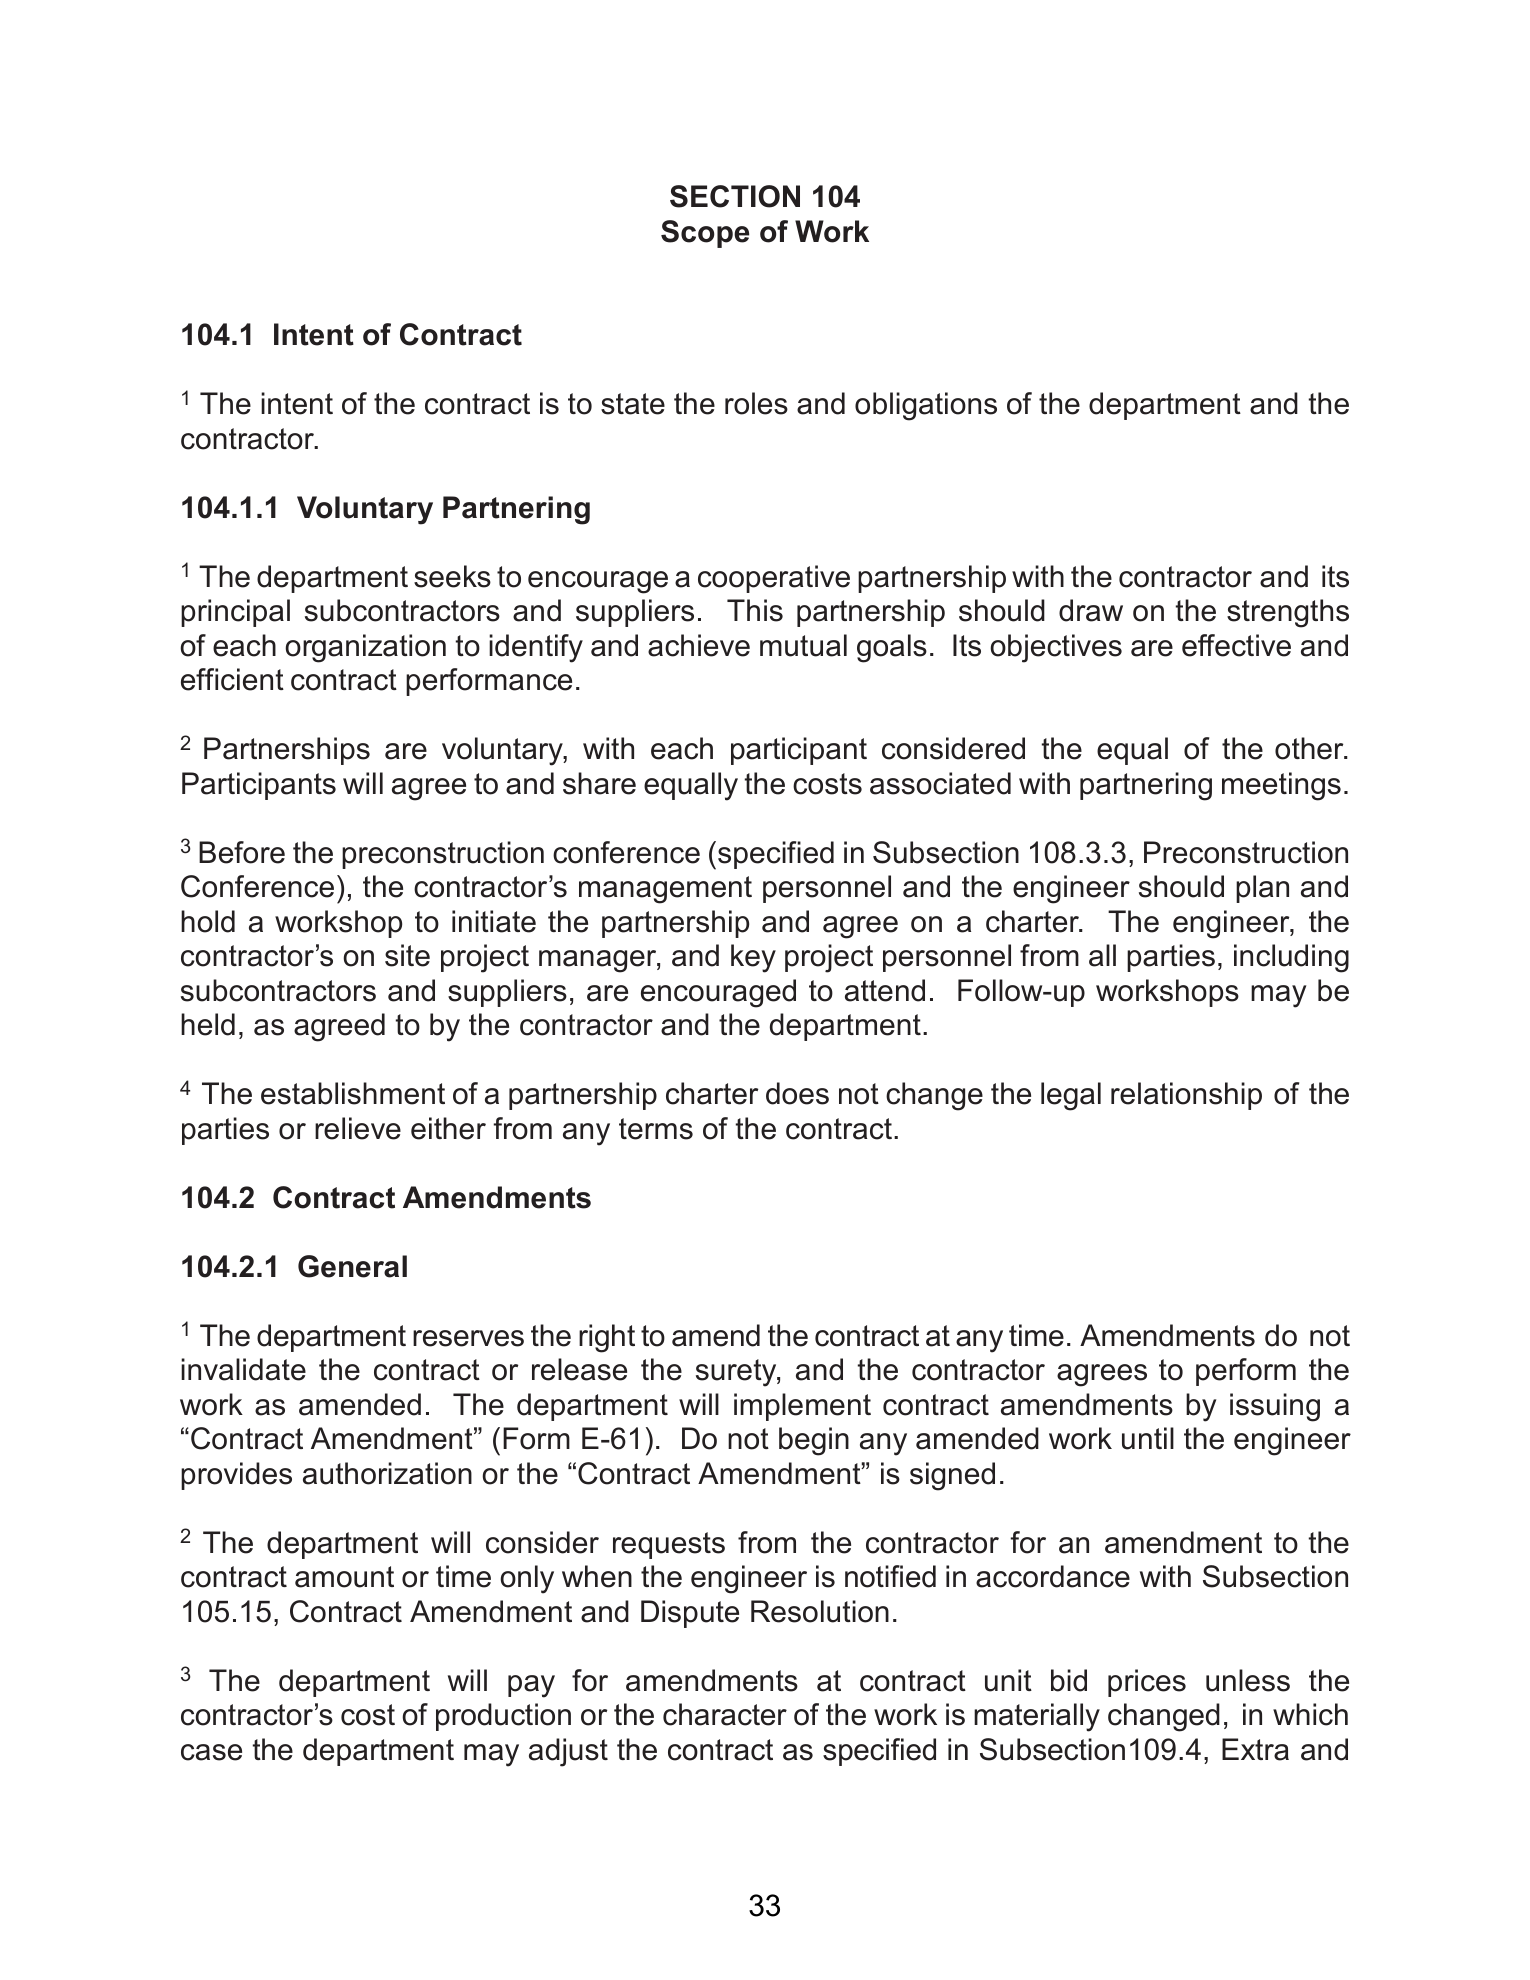 SECTION 104
Scope of Work
104.1  Intent of Contract
1 The intent of the contract is to state the roles and obligations of the department and the
contractor.
104.1.1  Voluntary Partnering
1 The department seeks to encourage a cooperative partnership with the contractor and its
principal subcontractors and suppliers.  This partnership should draw on the strengths
of each organization to identify and achieve mutual goals.  Its objectives are effective and
efficient contract performance.
2 Partnerships are voluntary, with each participant considered the equal of the other.
Participants will agree to and share equally the costs associated with partnering meetings.
3 Before the preconstruction conference (specified in Subsection 108.3.3, Preconstruction
Conference), the contractor’s management personnel and the engineer should plan and
hold a workshop to initiate the partnership and agree on a charter.  The engineer, the
contractor’s on site project manager, and key project personnel from all parties, including
subcontractors and suppliers, are encouraged to attend.  Follow-up workshops may be
held, as agreed to by the contractor and the department.
4 The establishment of a partnership charter does not change the legal relationship of the
parties or relieve either from any terms of the contract.
104.2  Contract Amendments
104.2.1  General
1 The department reserves the right to amend the contract at any time. Amendments do not
invalidate the contract or release the surety, and the contractor agrees to perform the
work as amended.  The department will implement contract amendments by issuing a
“Contract Amendment” (Form E-61).  Do not begin any amended work until the engineer
provides authorization or the “Contract Amendment” is signed.
2 The department will consider requests from the contractor for an amendment to the
contract amount or time only when the engineer is notified in accordance with Subsection
105.15, Contract Amendment and Dispute Resolution.
3 The department will pay for amendments at contract unit bid prices unless the
contractor’s cost of production or the character of the work is materially changed, in which
case the department may adjust the contract as specified in Subsection109.4, Extra and
33